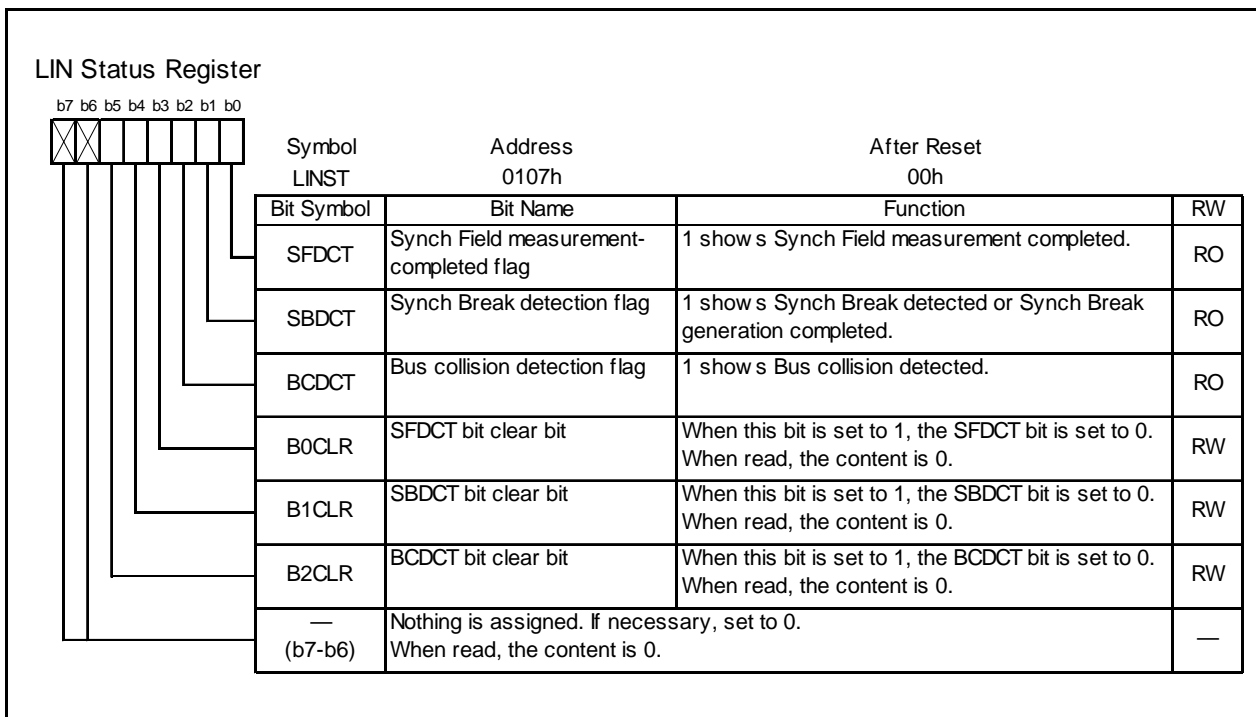 LIN Status Register
b7 b6 b5 b4 b3 b2 b1 b0
Symbol Address After Reset
LINST 0107h 00h
Bit Symbol Bit Name Function RW
SFDCT Synch Field measurement- 1 shows Synch Field measurement completed. RO
completed flag
SBDCT Synch Break detection flag 1 shows Synch Break detected or Synch Break RO
generation completed.
BCDCT Bus collision detection flag 1 shows Bus collision detected. RO
B0CLR SFDCT bit clear bit When this bit is set to 1, the SFDCT bit is set to 0. RW
When read, the content is 0.
B1CLR SBDCT bit clear bit When this bit is set to 1, the SBDCT bit is set to 0. RW
When read, the content is 0.
B2CLR BCDCT bit clear bit When this bit is set to 1, the BCDCT bit is set to 0. RW
When read, the content is 0.
— Nothing is assigned. If necessary, set to 0. —
(b7-b6) When read, the content is 0.